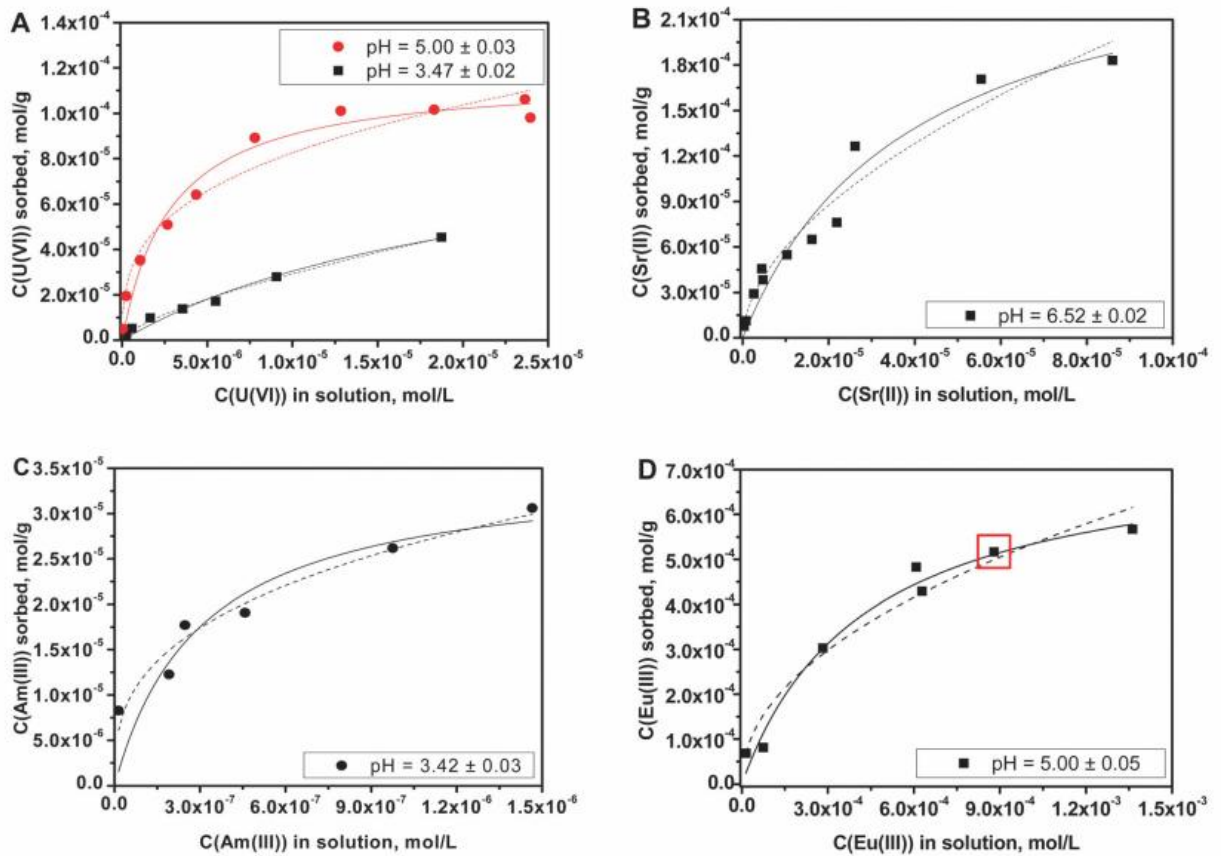 A
C(U(VI)) sorbed, mol/g
1.4x10⁻⁴
1.2x10⁻⁴
1.0x10⁻⁴
8.0x10⁻⁵
6.0x10⁻⁵
4.0x10⁻⁵
2.0x10⁻⁵
0.0
pH = 5.00 ± 0.03
pH = 3.47 ± 0.02
0.0 5.0x10⁻⁶ 1.0x10⁻⁵ 1.5x10⁻⁵ 2.0x10⁻⁵ 2.5x10⁻⁵
C(U(VI)) in solution, mol/L
B
C(Sr(II)) sorbed, mol/g
2.1x10⁻⁴
1.8x10⁻⁴
1.5x10⁻⁴
1.2x10⁻⁴
9.0x10⁻⁵
6.0x10⁻⁵
3.0x10⁻⁵
0.0
pH = 6.52 ± 0.02
0.0 2.0x10⁻⁵ 4.0x10⁻⁵ 6.0x10⁻⁵ 8.0x10⁻⁵ 1.0x10⁻⁴
C(Sr(II)) in solution, mol/L
C
C(Am(III)) sorbed, mol/g
3.5x10⁻⁵
3.0x10⁻⁵
2.5x10⁻⁵
2.0x10⁻⁵
1.5x10⁻⁵
1.0x10⁻⁵
5.0x10⁻⁶
0.0
pH = 3.42 ± 0.03
0.0 3.0x10⁻⁷ 6.0x10⁻⁷ 9.0x10⁻⁷ 1.2x10⁻⁶ 1.5x10⁻⁶
C(Am(III)) in solution, mol/L
D
C(Eu(III)) sorbed, mol/g
7.0x10⁻⁴
6.0x10⁻⁴
5.0x10⁻⁴
4.0x10⁻⁴
3.0x10⁻⁴
2.0x10⁻⁴
1.0x10⁻⁴
0.0
pH = 5.00 ± 0.05
0.0 3.0x10⁻⁴ 6.0x10⁻⁴ 9.0x10⁻⁴ 1.2x10⁻³ 1.5x10⁻³
C(Eu(III)) in solution, mol/L